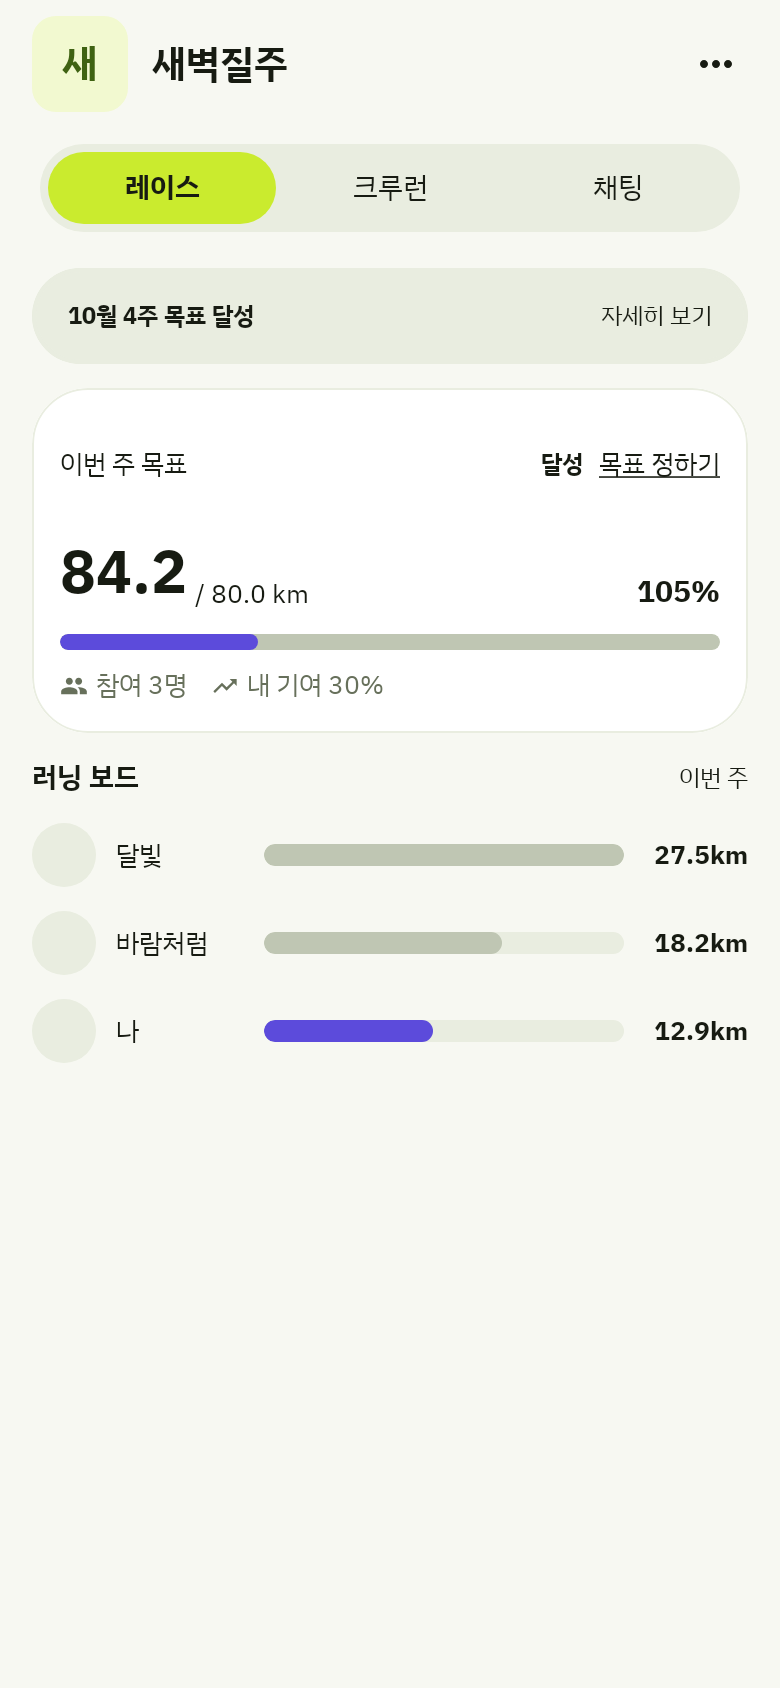 새 새벽질주
레이스 크루런 채팅
10월 4주 목표 달성 자세히 보기
이번 주 목표 달성 목표 정하기
84.2 / 80.0 km 105%
참여 3명 내 기여 30%
러닝 보드 이번 주
달빛 27.5km
바람처럼 18.2km
나 12.9km